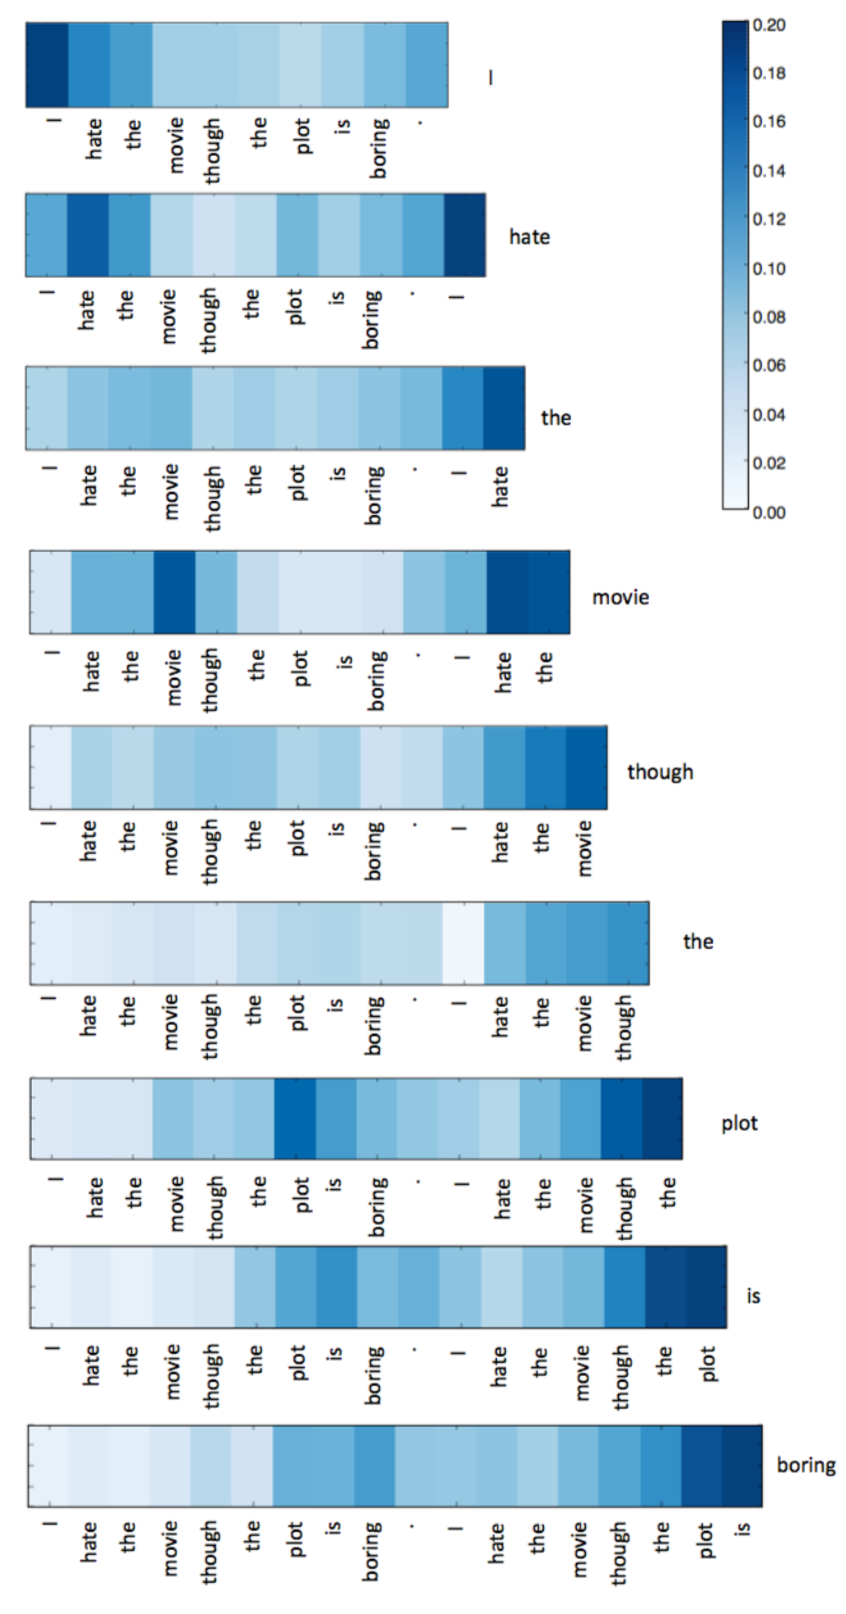 0.20
0.18
0.16
0.14
0.12
0.10
0.08
0.06
0.04
0.02
0.00
I
I hate the movie though the plot is boring .
hate
I hate the movie though the plot is boring . I
the
I hate the movie though the plot is boring . I hate
movie
I hate the movie though the plot is boring . I hate the
though
I hate the movie though the plot is boring . I hate the movie
the
I hate the movie though the plot is boring . I hate the movie though
plot
I hate the movie though the plot is boring . I hate the movie though the
is
I hate the movie though the plot is boring . I hate the movie though the plot
boring
I hate the movie though the plot is boring . I hate the movie though the plot is